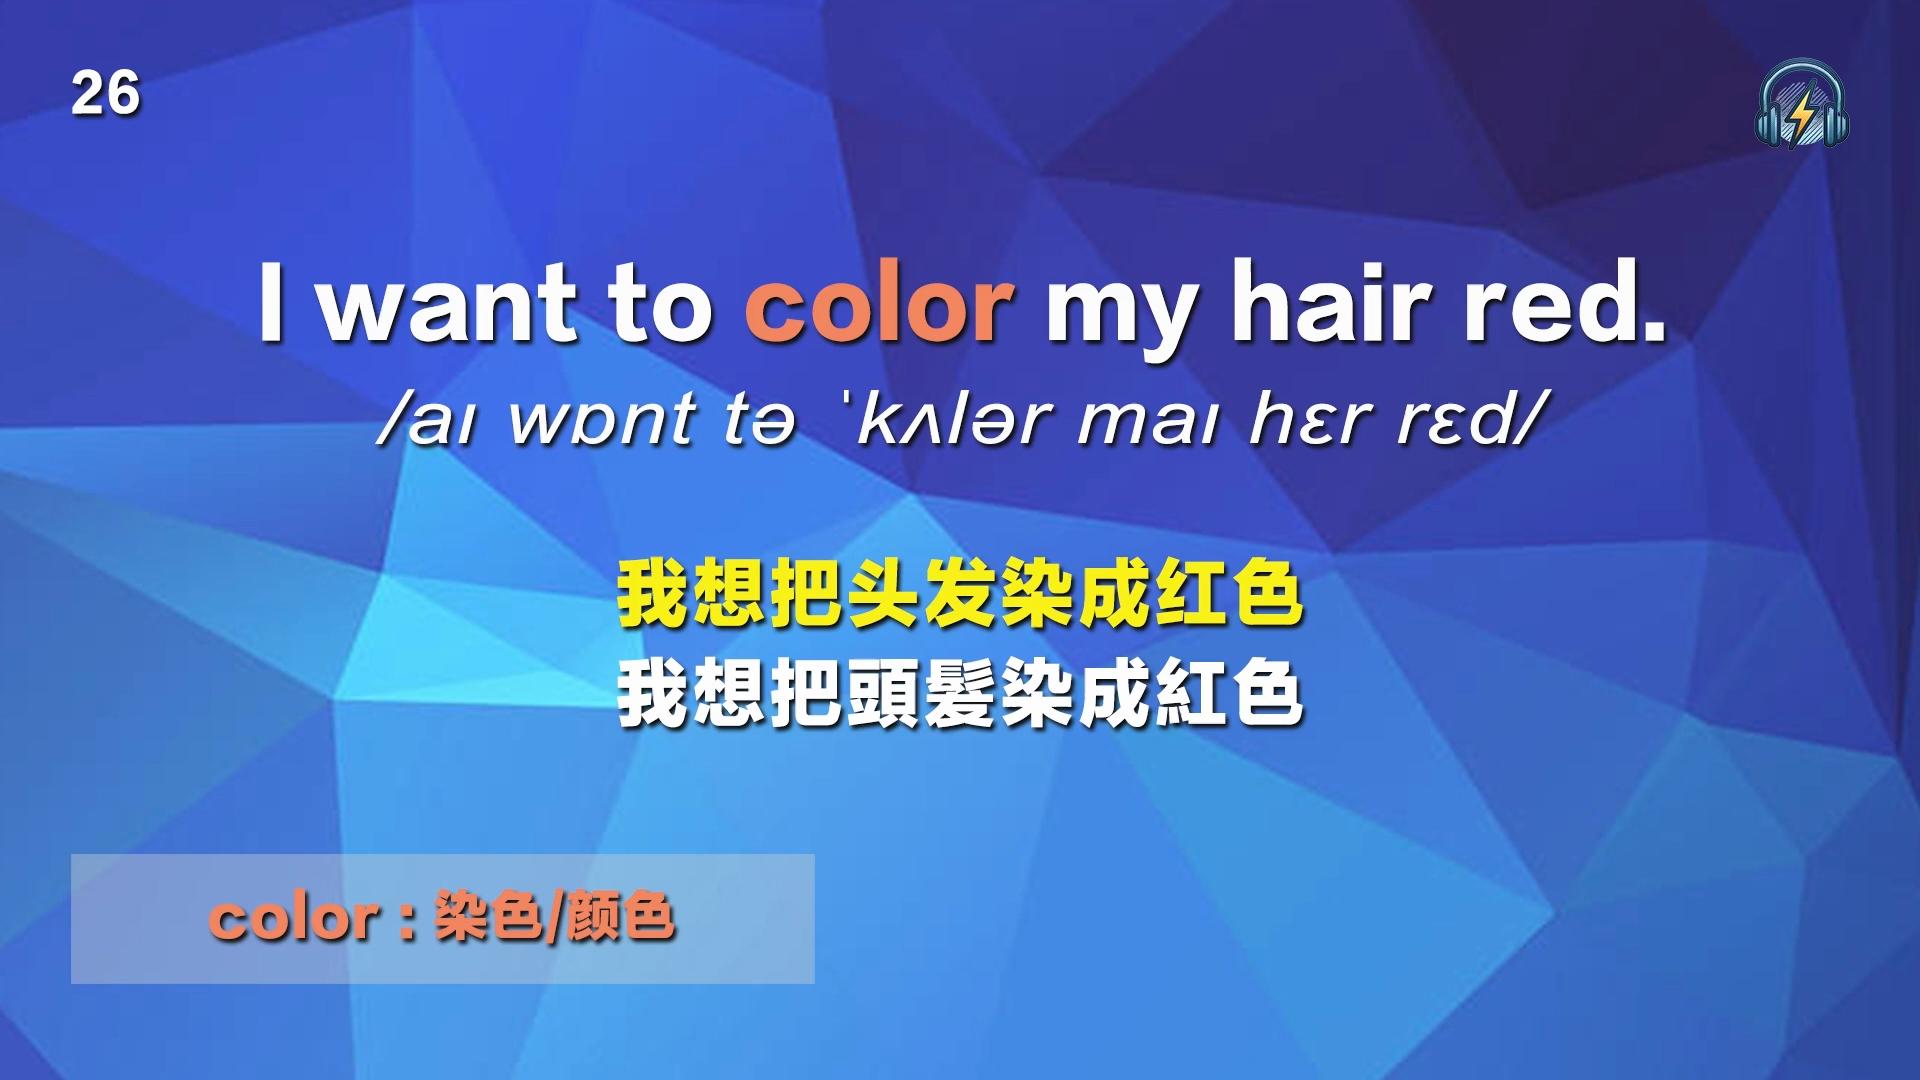 26
I want to color my hair red.
/aɪ wɒnt tə ˈkʌlər maɪ hɛr rɛd/
我想把头发染成红色
我想把頭髪染成紅色
color : 染色/颜色